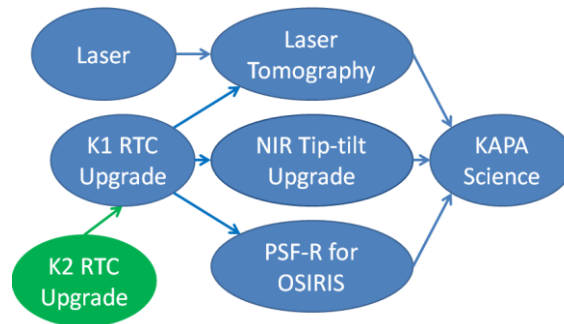 Laser
Laser
Tomography
K1 RTC
Upgrade
NIR Tip-tilt
Upgrade
KAPA
Science
K2 RTC
Upgrade
PSF-R for
OSIRIS